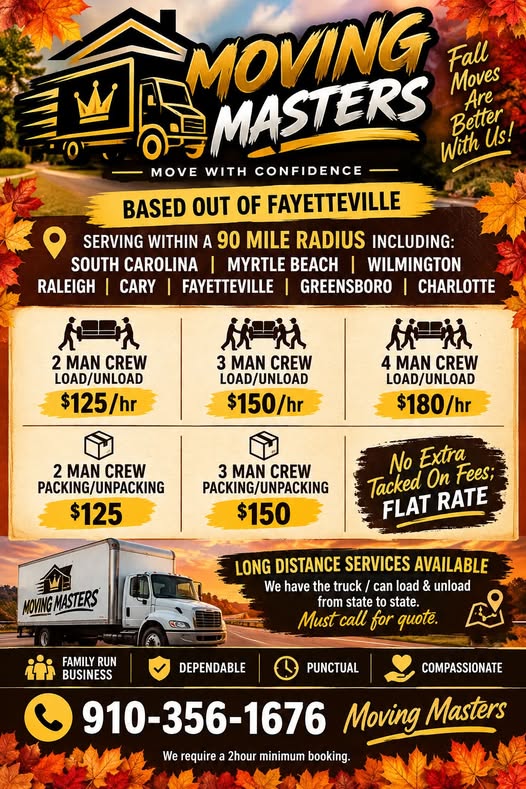 MOVING
MASTERS
MOVE WITH CONFIDENCE
Fall
Moves
Are
Better
With Us!
BASED OUT OF FAYETTEVILLE
SERVING WITHIN A 90 MILE RADIUS INCLUDING:
SOUTH CAROLINA | MYRTLE BEACH | WILMINGTON
RALEIGH | CARY | FAYETTEVILLE | GREENSBORO | CHARLOTTE
2 MAN CREW
LOAD/UNLOAD
$125/hr
3 MAN CREW
LOAD/UNLOAD
$150/hr
4 MAN CREW
LOAD/UNLOAD
$180/hr
2 MAN CREW
PACKING/UNPACKING
$125
3 MAN CREW
PACKING/UNPACKING
$150
No Extra
Tacked On Fees;
FLAT RATE
MOVING MASTERS
LONG DISTANCE SERVICES AVAILABLE
We have the truck / can load & unload
from state to state.
Must call for quote.
FAMILY RUN
BUSINESS
DEPENDABLE
PUNCTUAL
COMPASSIONATE
910-356-1676
Moving Masters
We require a 2hour minimum booking.